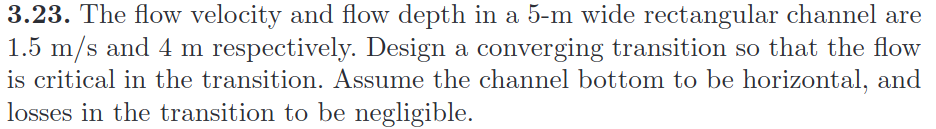 3.23. The flow velocity and flow depth in a 5-m wide rectangular channel are
1.5 m/s and 4 m respectively. Design a converging transition so that the flow
is critical in the transition. Assume the channel bottom to be horizontal, and
losses in the transition to be negligible.